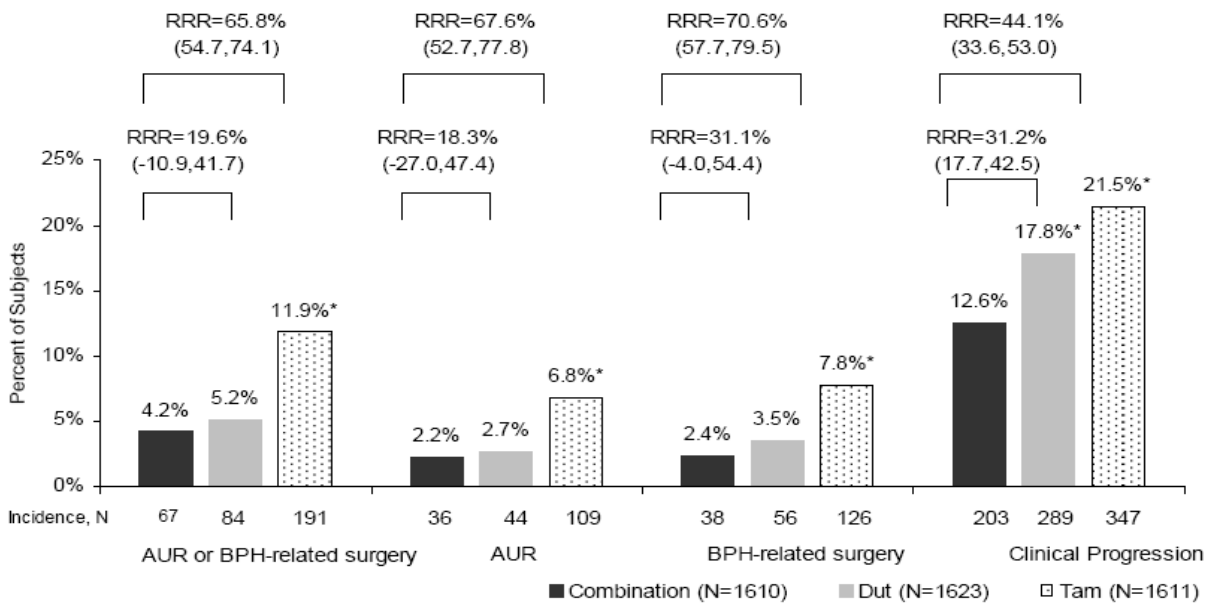 RRR=65.8%
(54.7,74.1)
RRR=67.6%
(52.7,77.8)
RRR=70.6%
(57.7,79.5)
RRR=44.1%
(33.6,53.0)
RRR=19.6%
(-10.9,41.7)
RRR=18.3%
(-27.0,47.4)
RRR=31.1%
(-4.0,54.4)
RRR=31.2%
(17.7,42.5)
Percent of Subjects
25%
20%
15%
10%
5%
0%
4.2%
5.2%
11.9%*
2.2%
2.7%
6.8%*
2.4%
3.5%
7.8%*
12.6%
17.8%*
21.5%*
Incidence, N 67 84 191 36 44 109 38 56 126 203 289 347
AUR or BPH-related surgery AUR BPH-related surgery Clinical Progression
Combination (N=1610) Dut (N=1623) Tam (N=1611)